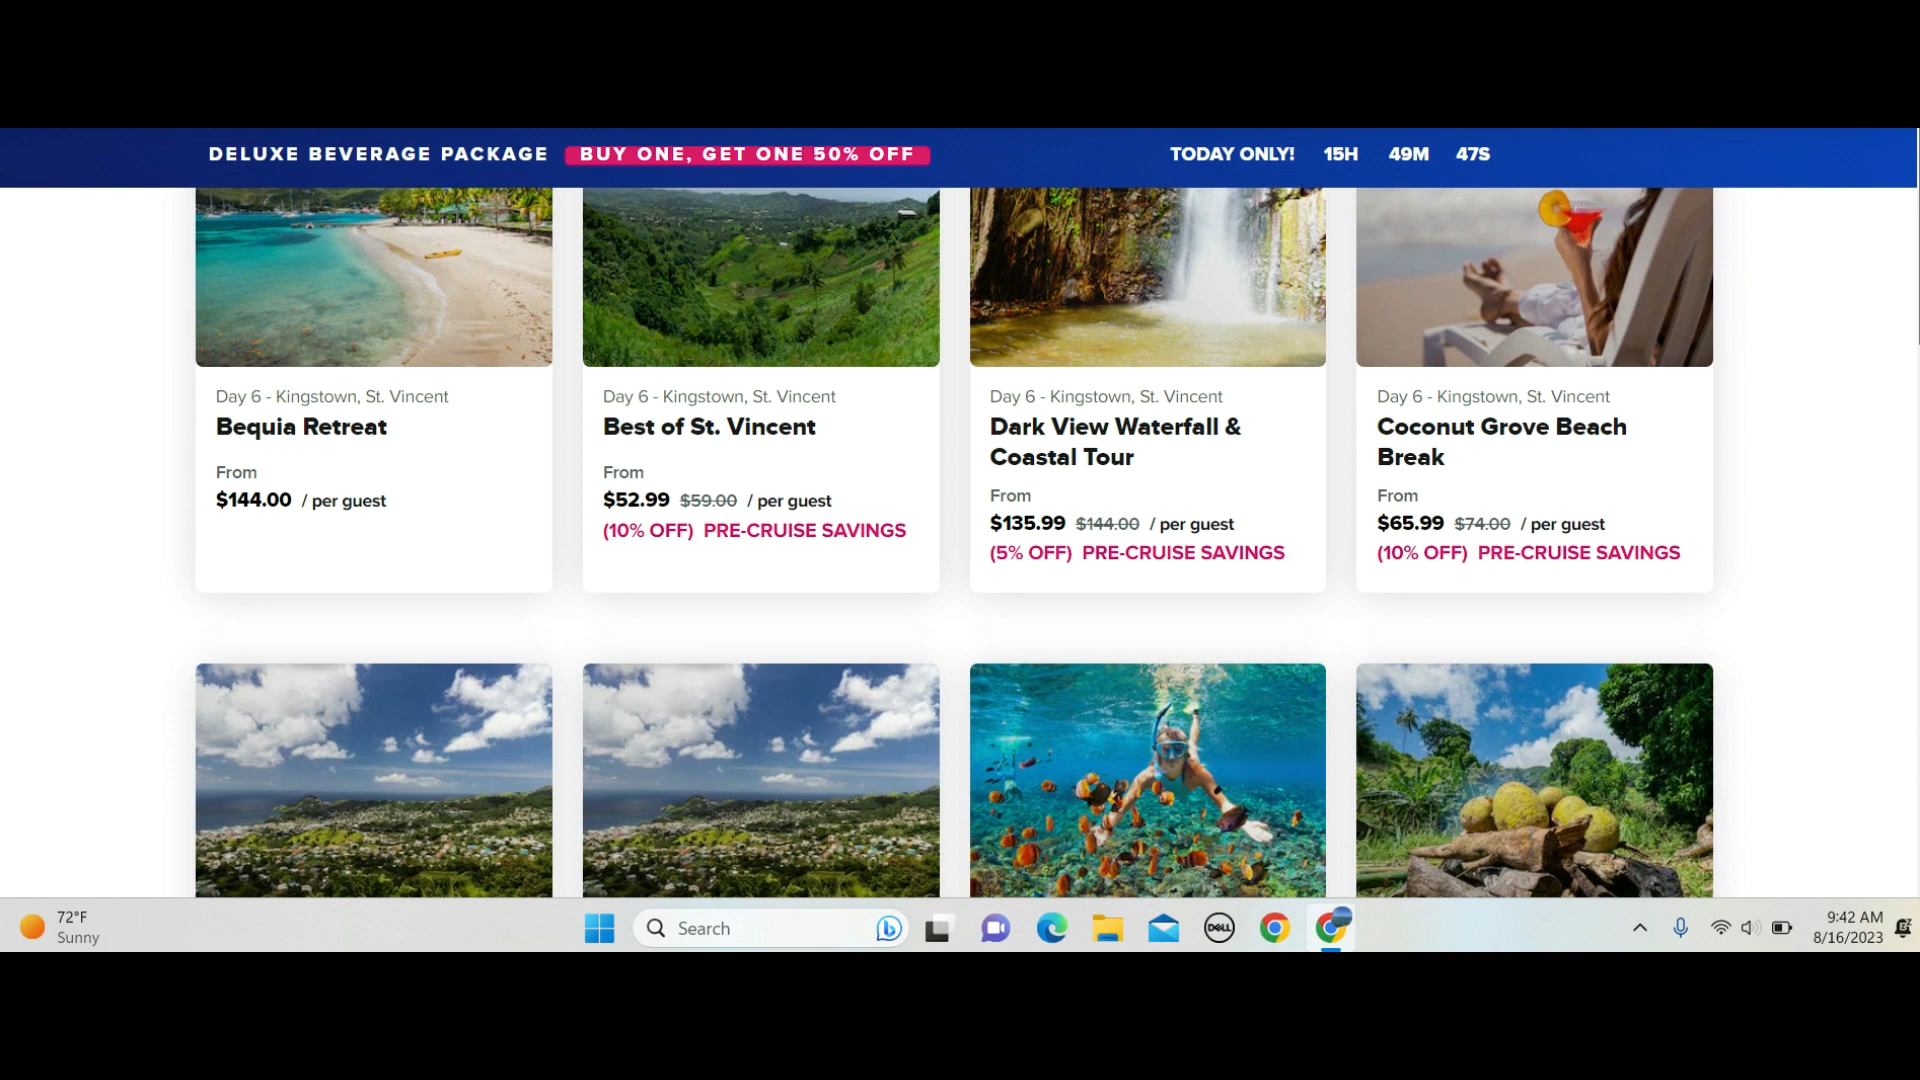 DELUXE BEVERAGE PACKAGE BUY ONE, GET ONE 50% OFF TODAY ONLY! 15H 49M 47S
Day 6 - Kingstown, St. Vincent
Bequia Retreat
From
$144.00 / per guest
Day 6 - Kingstown, St. Vincent
Best of St. Vincent
From
$52.99 $59.00 / per guest
(10% OFF) PRE-CRUISE SAVINGS
Day 6 - Kingstown, St. Vincent
Dark View Waterfall &
Coastal Tour
From
$135.99 $144.00 / per guest
(5% OFF) PRE-CRUISE SAVINGS
Day 6 - Kingstown, St. Vincent
Coconut Grove Beach
Break
From
$65.99 $74.00 / per guest
(10% OFF) PRE-CRUISE SAVINGS
72°F
Sunny
Search
DELL
9:42 AM
8/16/2023